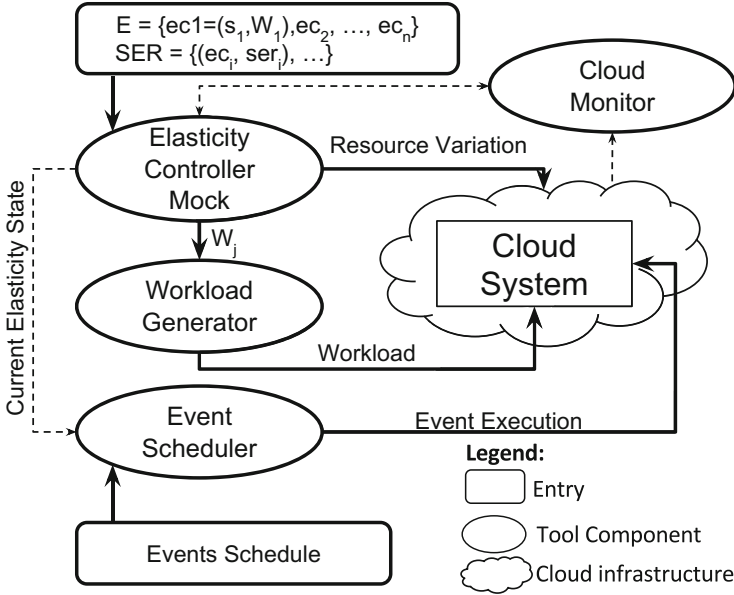 E = {ec1=(s₁,W₁),ec₂, …, ecₙ}
SER = {(ecᵢ, serᵢ), …}
Cloud
Monitor
Elasticity
Controller
Mock
Resource Variation
Current Elasticity State
Wⱼ
Cloud
System
Workload
Generator
Workload
Event
Scheduler
Event Execution
Legend:
Entry
Tool Component
Cloud infrastructure
Events Schedule